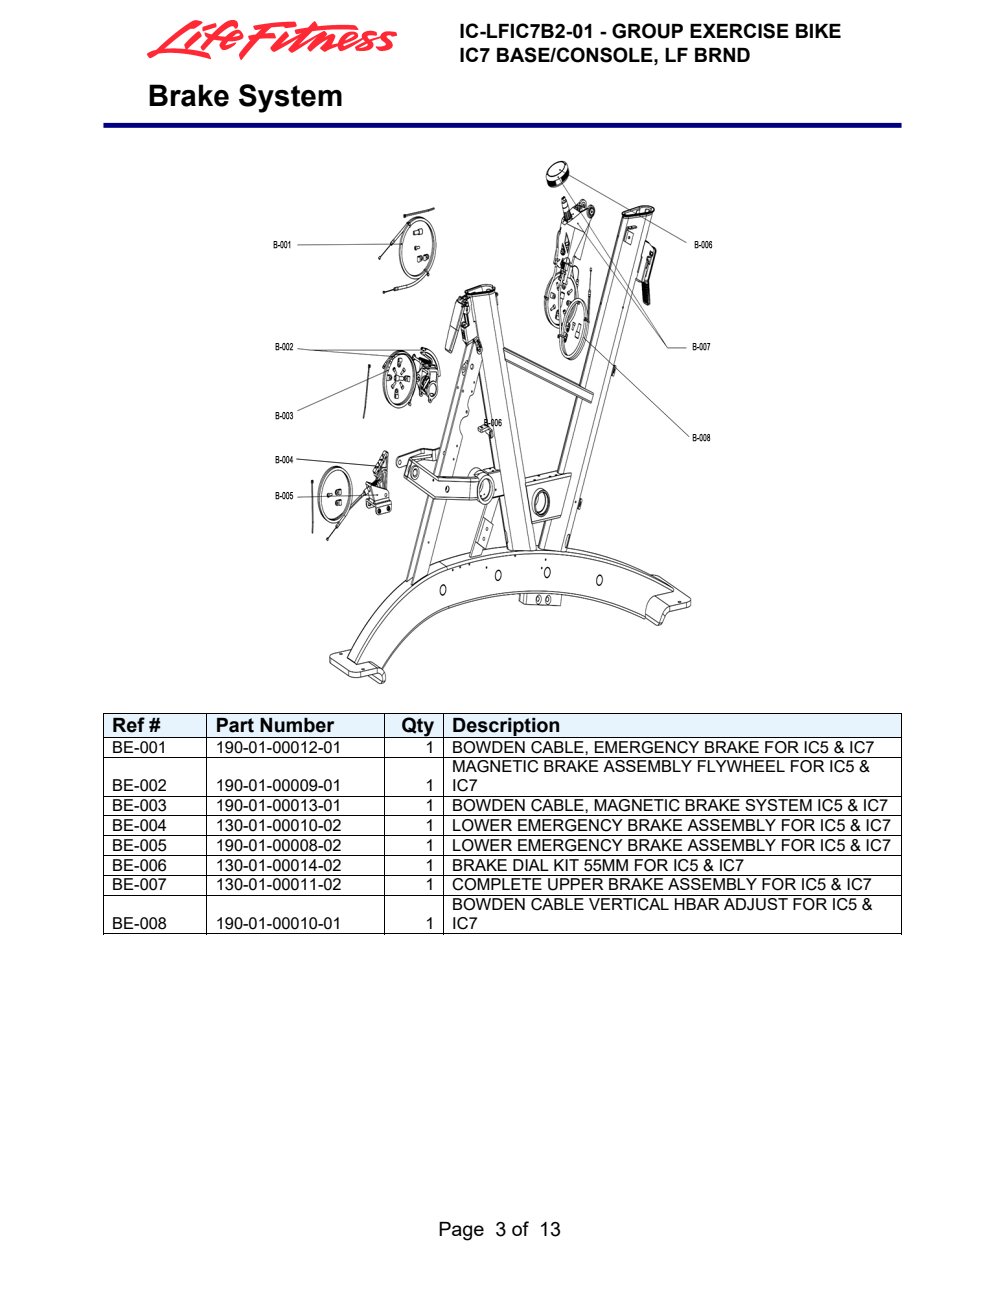 Life Fitness
IC-LFIC7B2-01 - GROUP EXERCISE BIKE
IC7 BASE/CONSOLE, LF BRND
Brake System
B-001
B-006
B-002
B-007
B-003
B-006
B-008
B-004
B-005
Ref # Part Number Qty Description
BE-001 190-01-00012-01 1 BOWDEN CABLE, EMERGENCY BRAKE FOR IC5 & IC7
MAGNETIC BRAKE ASSEMBLY FLYWHEEL FOR IC5 &
BE-002 190-01-00009-01 1 IC7
BE-003 190-01-00013-01 1 BOWDEN CABLE, MAGNETIC BRAKE SYSTEM IC5 & IC7
BE-004 130-01-00010-02 1 LOWER EMERGENCY BRAKE ASSEMBLY FOR IC5 & IC7
BE-005 190-01-00008-02 1 LOWER EMERGENCY BRAKE ASSEMBLY FOR IC5 & IC7
BE-006 130-01-00014-02 1 BRAKE DIAL KIT 55MM FOR IC5 & IC7
BE-007 130-01-00011-02 1 COMPLETE UPPER BRAKE ASSEMBLY FOR IC5 & IC7
BOWDEN CABLE VERTICAL HBAR ADJUST FOR IC5 &
BE-008 190-01-00010-01 1 IC7
Page 3 of 13